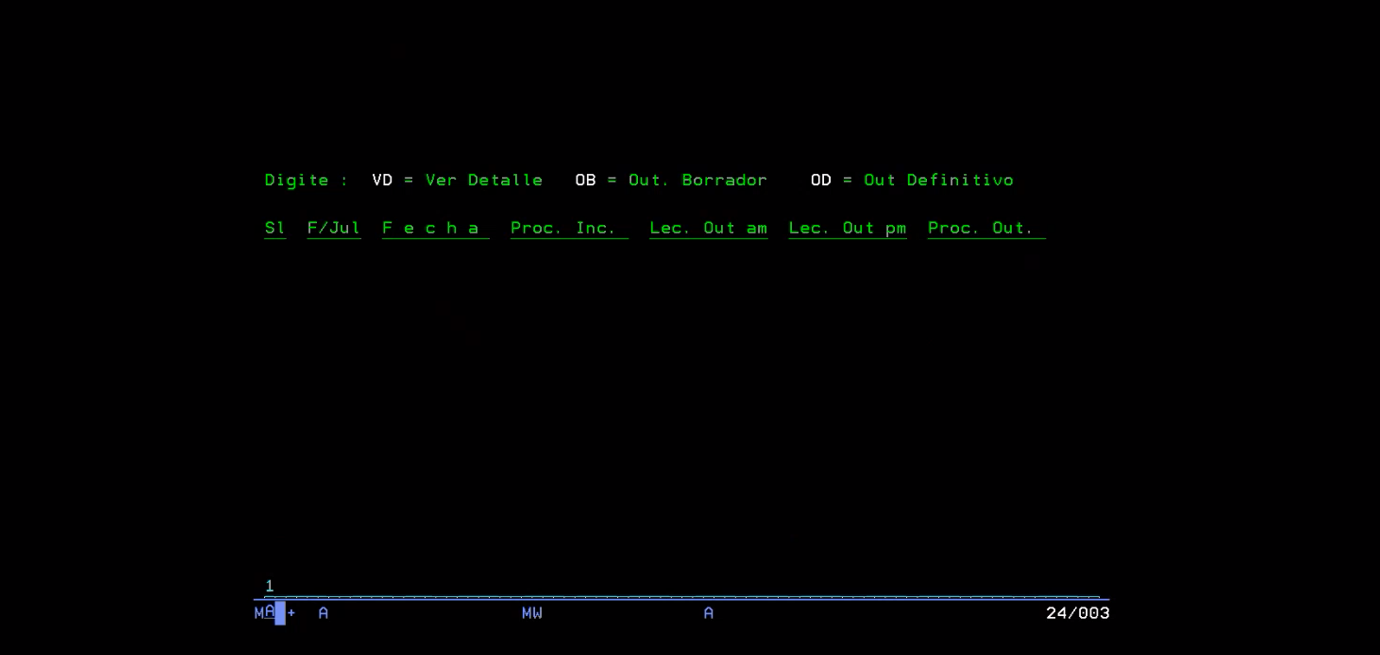 Digite : VD = Ver Detalle OB = Out. Borrador OD = Out Definitivo
Sl F/Jul F e c h a Proc. Inc. Lec. Out am Lec. Out pm Proc. Out.
1
MA + A MW A 24/003